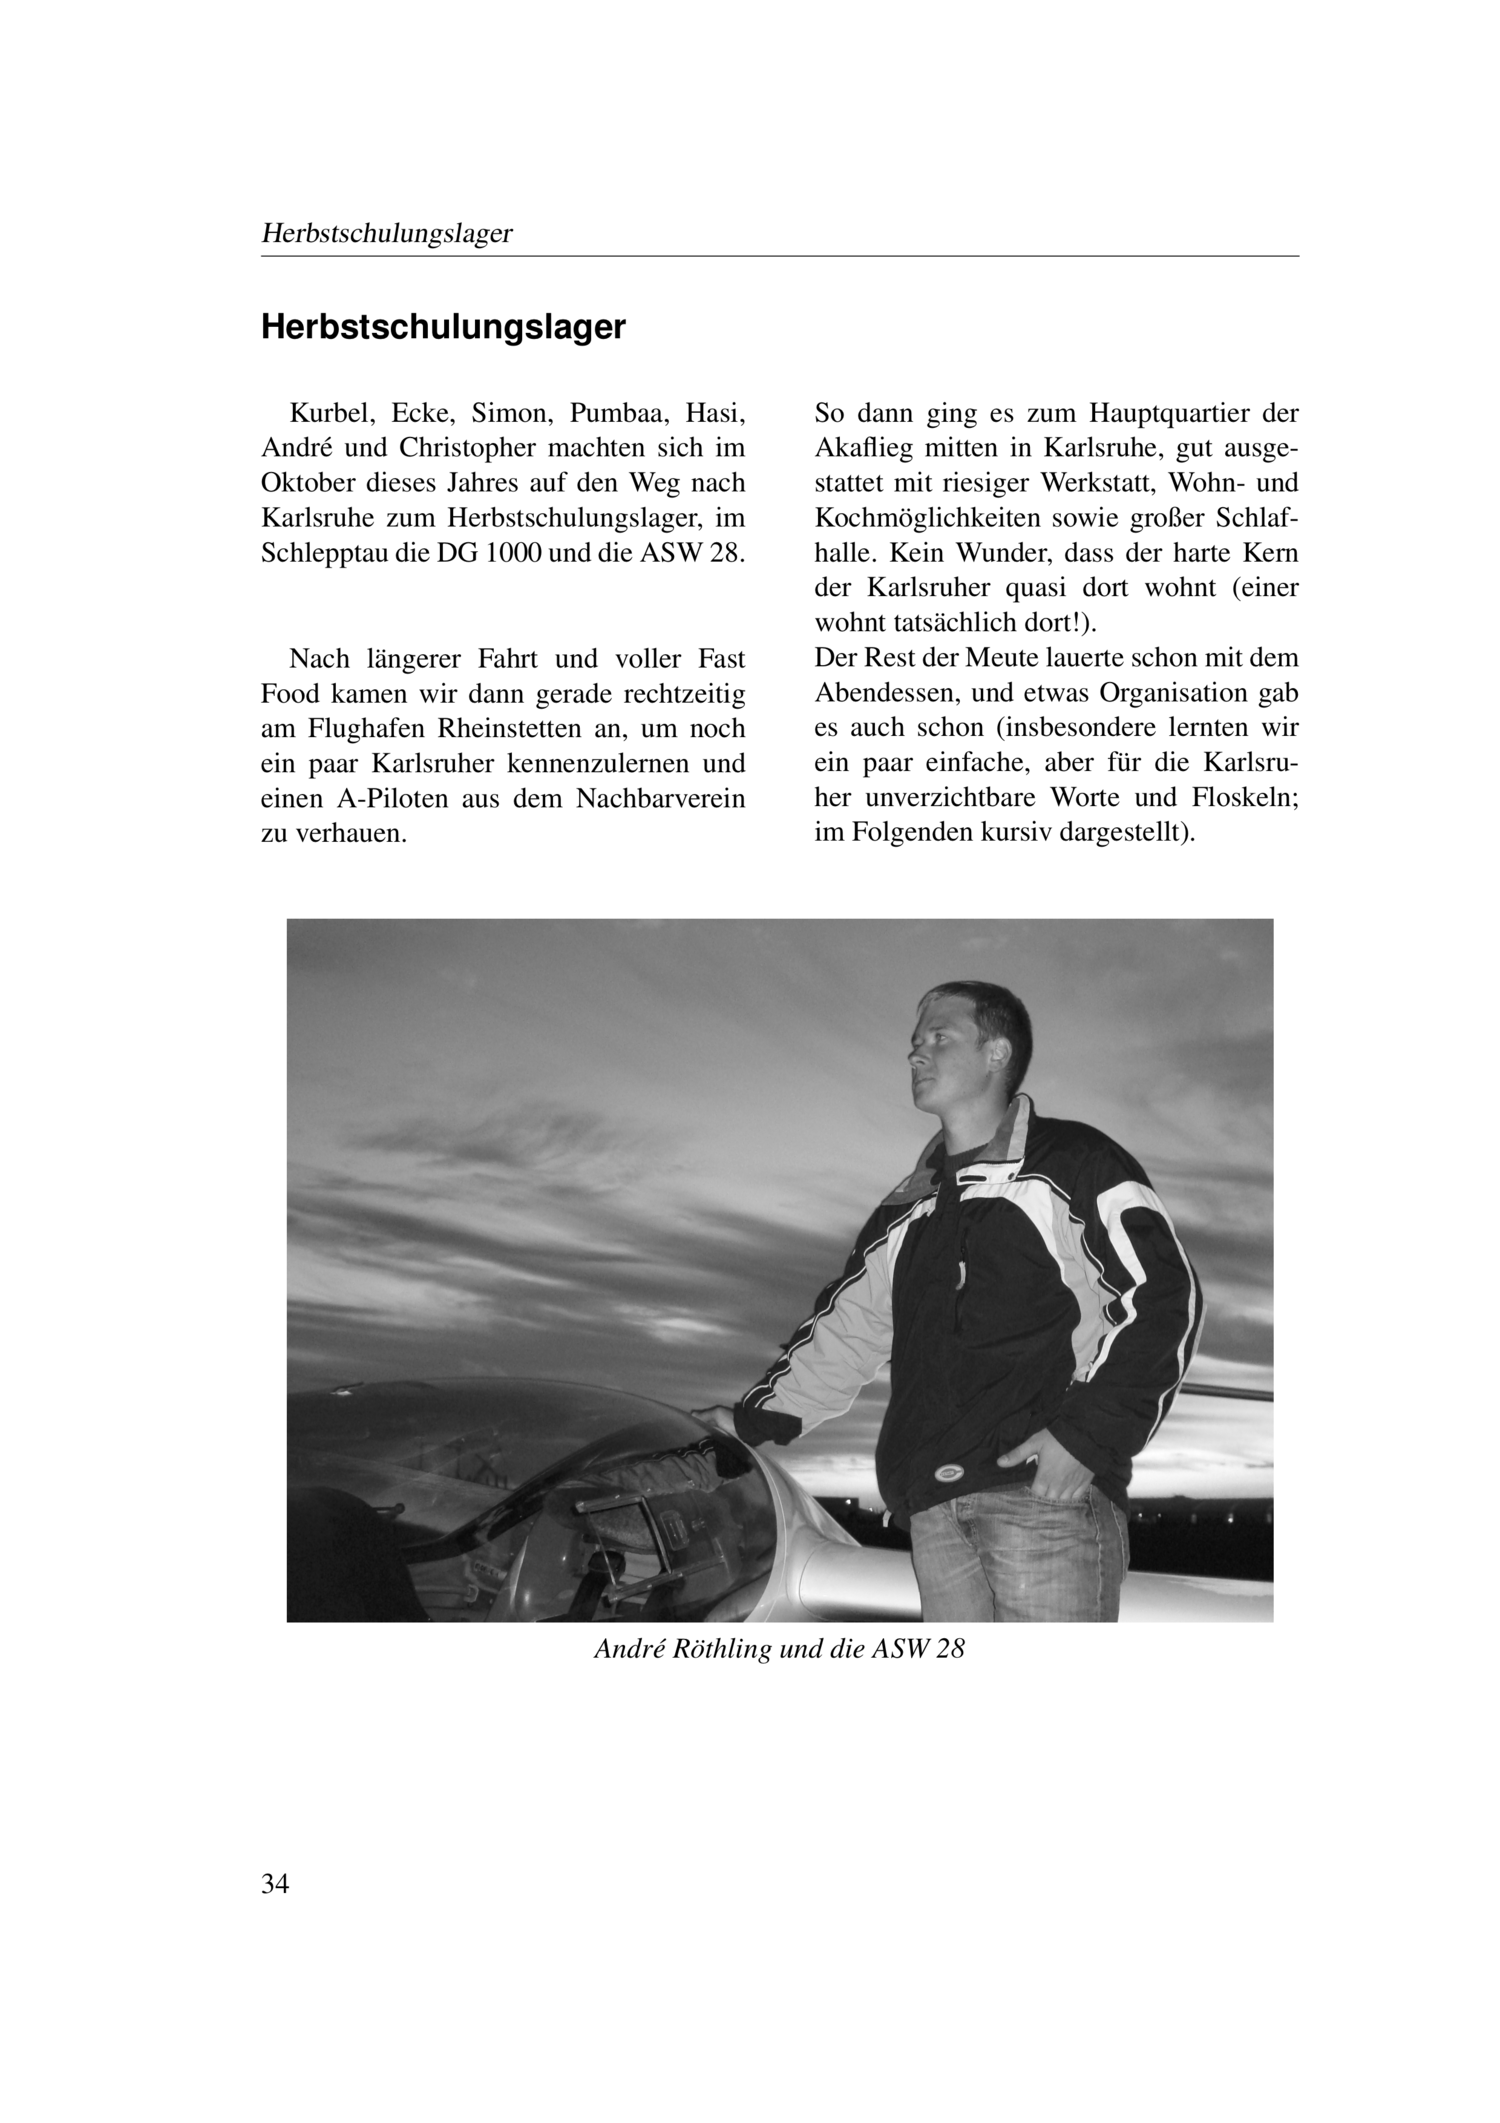 Herbstschulungslager
Herbstschulungslager
Kurbel, Ecke, Simon, Pumbaa, Hasi,
André und Christopher machten sich im
Oktober dieses Jahres auf den Weg nach
Karlsruhe zum Herbstschulungslager, im
Schlepptau die DG 1000 und die ASW 28.
Nach längerer Fahrt und voller Fast
Food kamen wir dann gerade rechtzeitig
am Flughafen Rheinstetten an, um noch
ein paar Karlsruher kennenzulernen und
einen A-Piloten aus dem Nachbarverein
zu verhauen.
So dann ging es zum Hauptquartier der
Akaflieg mitten in Karlsruhe, gut ausge-
stattet mit riesiger Werkstatt, Wohn- und
Kochmöglichkeiten sowie großer Schlaf-
halle. Kein Wunder, dass der harte Kern
der Karlsruher quasi dort wohnt (einer
wohnt tatsächlich dort!).
Der Rest der Meute lauerte schon mit dem
Abendessen, und etwas Organisation gab
es auch schon (insbesondere lernten wir
ein paar einfache, aber für die Karlsru-
her unverzichtbare Worte und Floskeln;
im Folgenden kursiv dargestellt).
André Röthling und die ASW 28
34